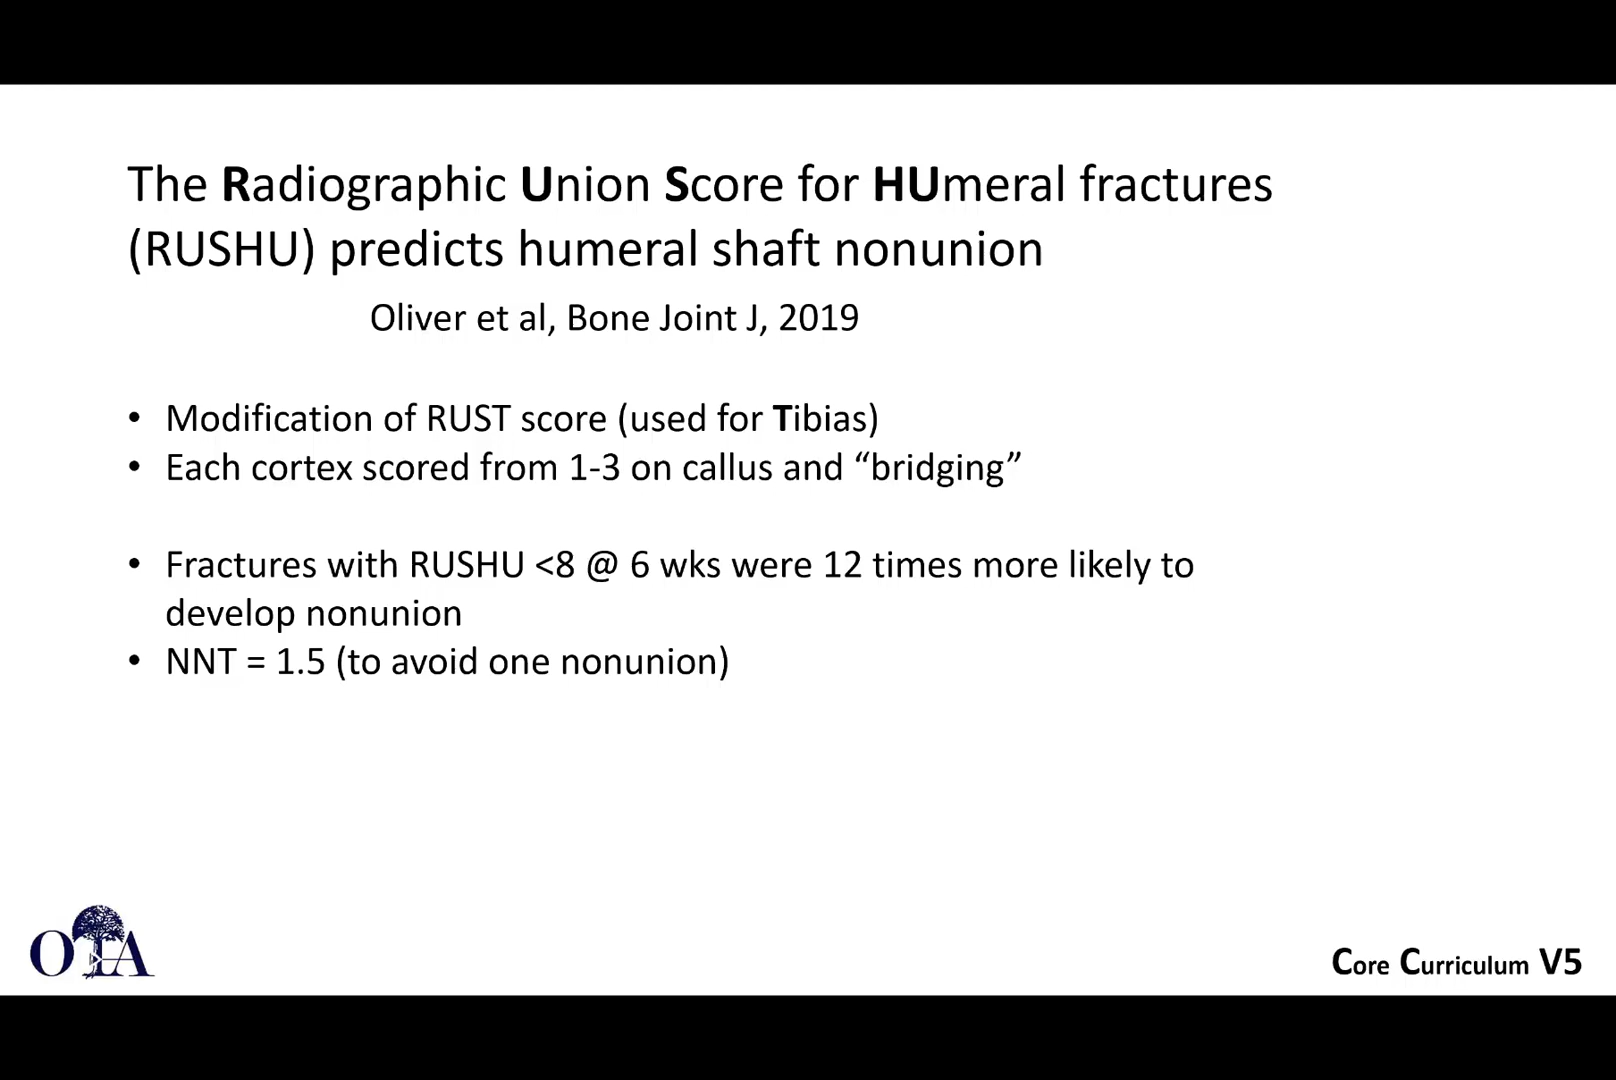 The Radiographic Union Score for HUmeral fractures
(RUSHU) predicts humeral shaft nonunion
Oliver et al, Bone Joint J, 2019
• Modification of RUST score (used for Tibias)
• Each cortex scored from 1-3 on callus and “bridging”
• Fractures with RUSHU <8 @ 6 wks were 12 times more likely to
develop nonunion
• NNT = 1.5 (to avoid one nonunion)
OTA
Core Curriculum V5